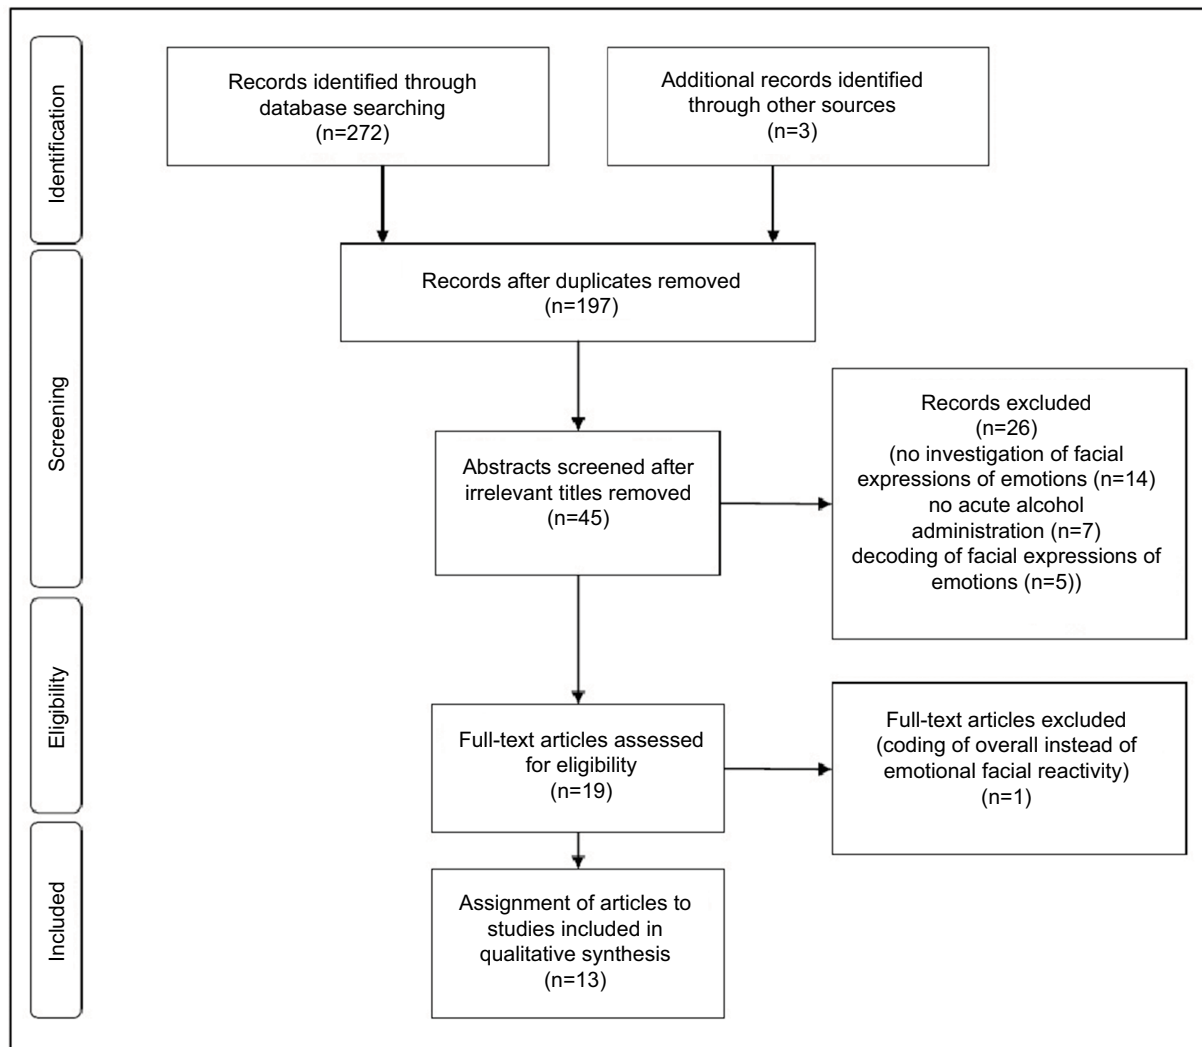 Identification
Records identified through
database searching
(n=272)
Additional records identified
through other sources
(n=3)
Screening
Records after duplicates removed
(n=197)
Abstracts screened after
irrelevant titles removed
(n=45)
Records excluded
(n=26)
(no investigation of facial
expressions of emotions (n=14)
no acute alcohol
administration (n=7)
decoding of facial expressions of
emotions (n=5))
Eligibility
Full-text articles assessed
for eligibility
(n=19)
Full-text articles excluded
(coding of overall instead of
emotional facial reactivity)
(n=1)
Included
Assignment of articles to
studies included in
qualitative synthesis
(n=13)